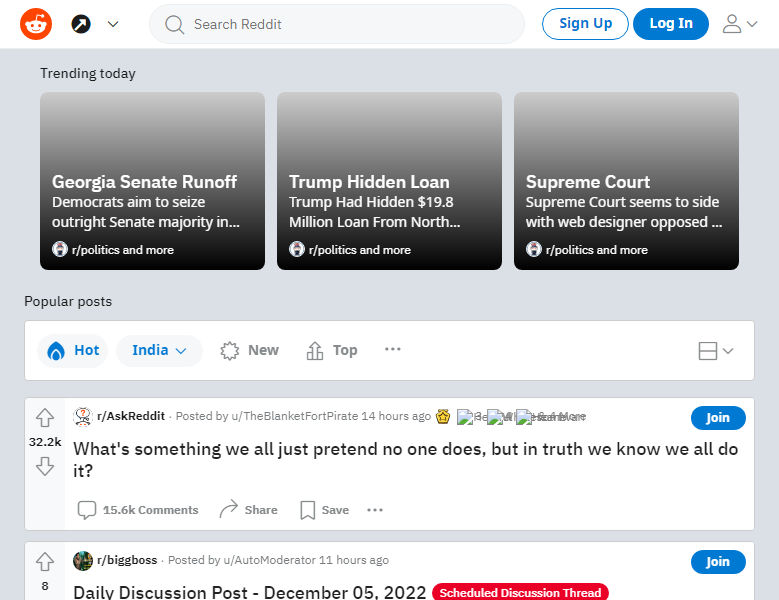 Search Reddit
Sign Up
Log In
Trending today
Georgia Senate Runoff
Democrats aim to seize
outright Senate majority in...
r/politics and more
Trump Hidden Loan
Trump Had Hidden $19.8
Million Loan From North...
r/politics and more
Supreme Court
Supreme Court seems to side
with web designer opposed ...
r/politics and more
Popular posts
Hot
India
New
Top
r/AskReddit · Posted by u/TheBlanketFortPirate 14 hours ago
Join
32.2k
What's something we all just pretend no one does, but in truth we know we all do
it?
15.6k Comments
Share
Save
r/biggboss · Posted by u/AutoModerator 11 hours ago
Join
8
Daily Discussion Post - December 05, 2022
Scheduled Discussion Thread